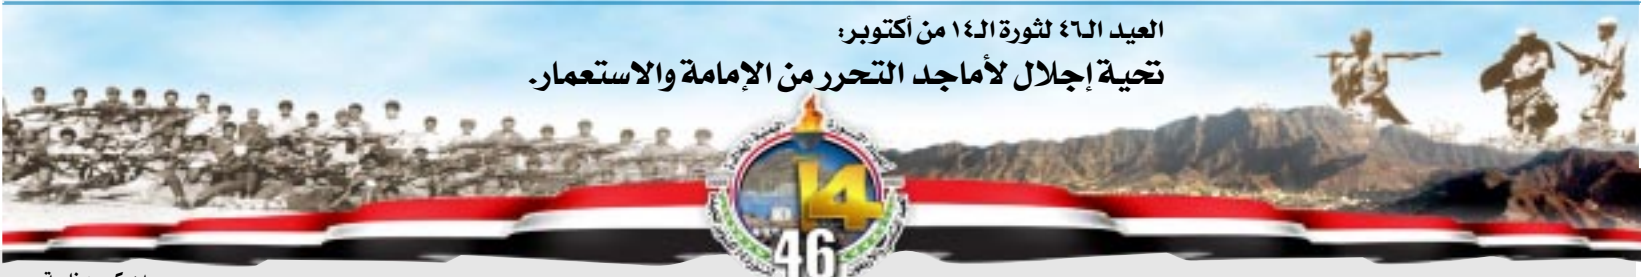 العيد الـ٤٦ لثورة الـ١٤ من أكتوبر:
تحية إجلال لأماجد التحرر من الإمامة والاستعمار.
14
46